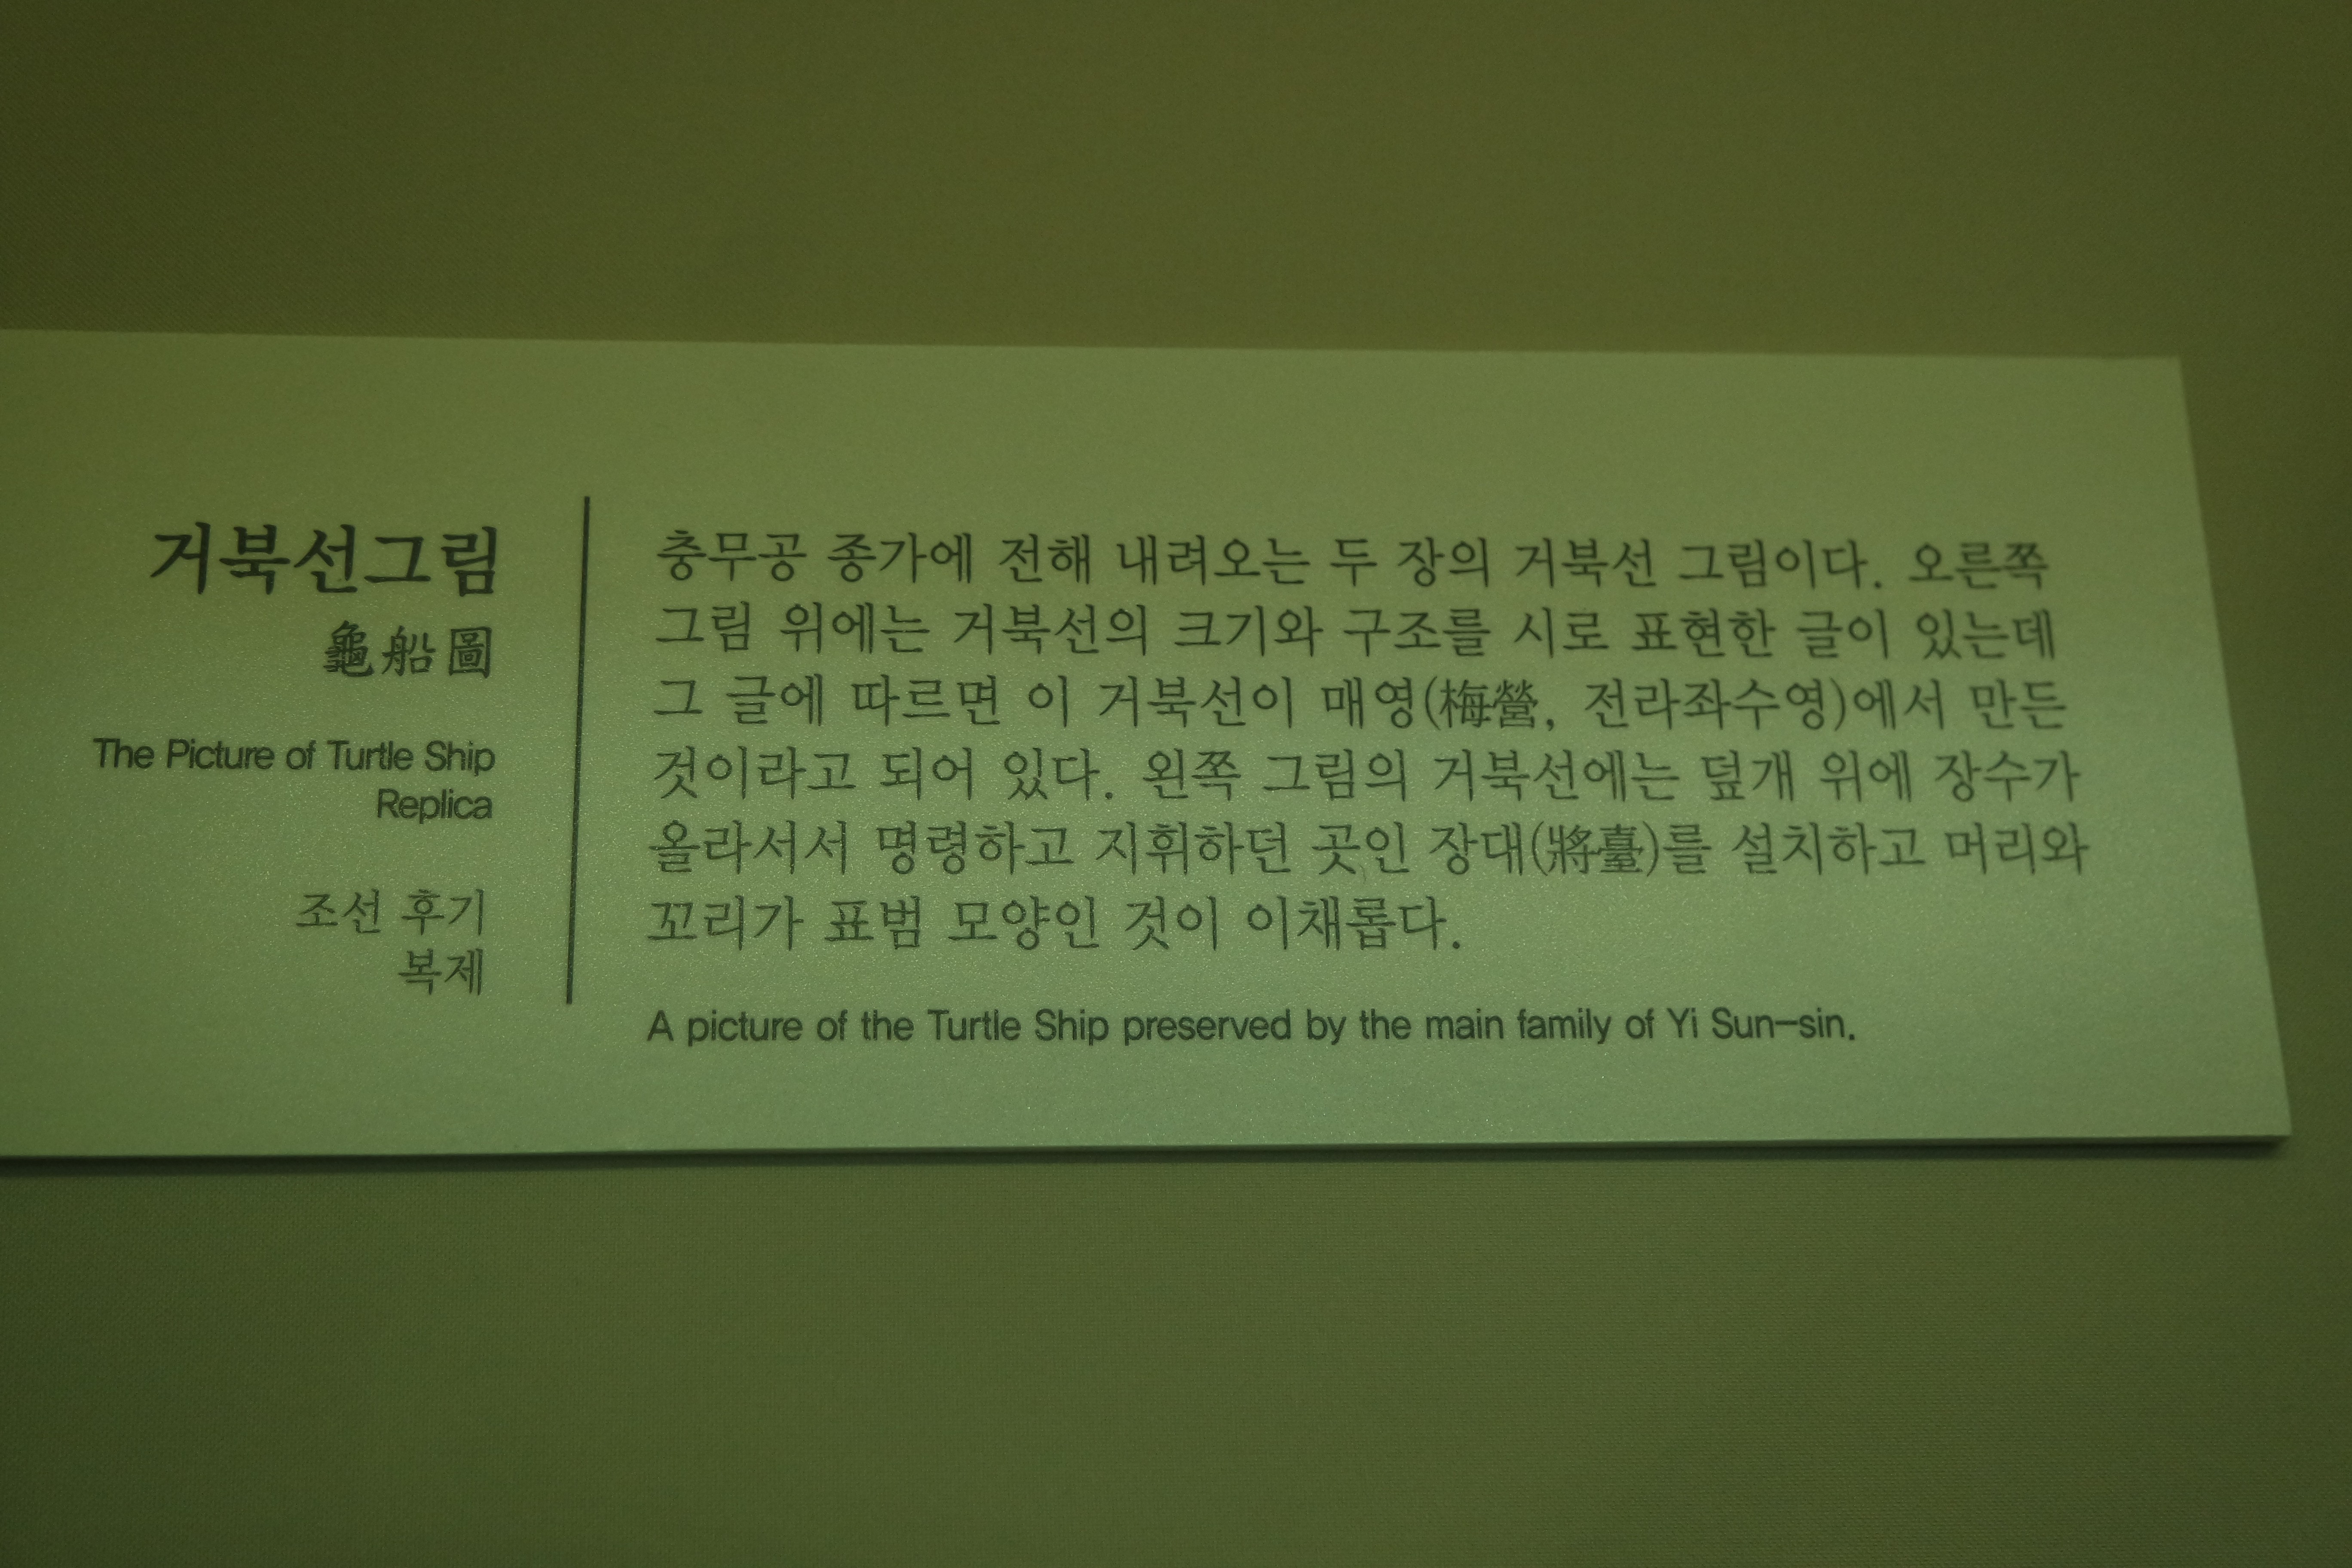 거북선그림
龜船圖
The Picture of Turtle Ship
Replica
조선 후기
복제
충무공 종가에 전해 내려오는 두 장의 거북선 그림이다. 오른쪽
그림 위에는 거북선의 크기와 구조를 시로 표현한 글이 있는데
그 글에 따르면 이 거북선이 매영(梅營, 전라좌수영)에서 만든
것이라고 되어 있다. 왼쪽 그림의 거북선에는 덮개 위에 장수가
올라서서 명령하고 지휘하던 곳인 장대(將臺)를 설치하고 머리와
꼬리가 표범 모양인 것이 이채롭다.
A picture of the Turtle Ship preserved by the main family of Yi Sun-sin.